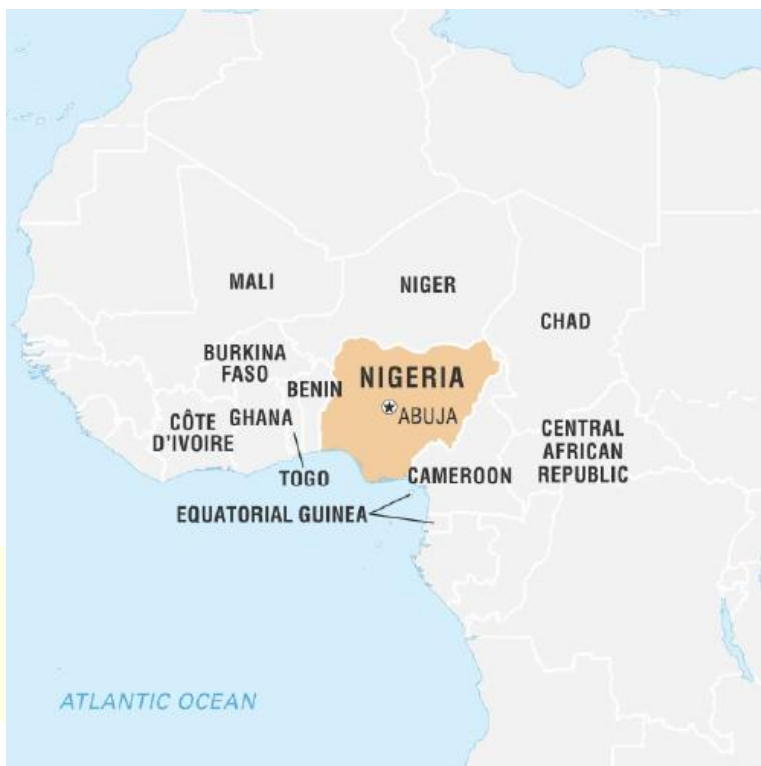 MALI
NIGER
CHAD
BURKINA
FASO
BENIN
NIGERIA
ABUJA
CÔTE
D'IVOIRE
GHANA
TOGO
CAMEROON
CENTRAL
AFRICAN
REPUBLIC
EQUATORIAL GUINEA
ATLANTIC OCEAN